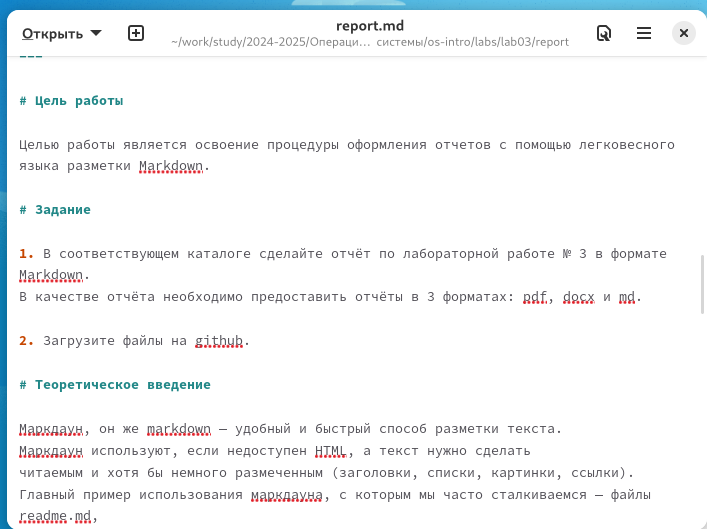 Открыть
report.md
~/work/study/2024-2025/Операци… системы/os-intro/labs/lab03/report
# Цель работы
Целью работы является освоение процедуры оформления отчетов с помощью легковесного
языка разметки Markdown.
# Задание
1. В соответствующем каталоге сделайте отчёт по лабораторной работе № 3 в формате
Markdown.
В качестве отчёта необходимо предоставить отчёты в 3 форматах: pdf, docx и md.
2. Загрузите файлы на github.
# Теоретическое введение
Маркдаун, он же markdown — удобный и быстрый способ разметки текста.
Маркдаун используют, если недоступен HTML, а текст нужно сделать
читаемым и хотя бы немного размеченным (заголовки, списки, картинки, ссылки).
Главный пример использования маркдауна, с которым мы часто сталкиваемся — файлы
readme.md,